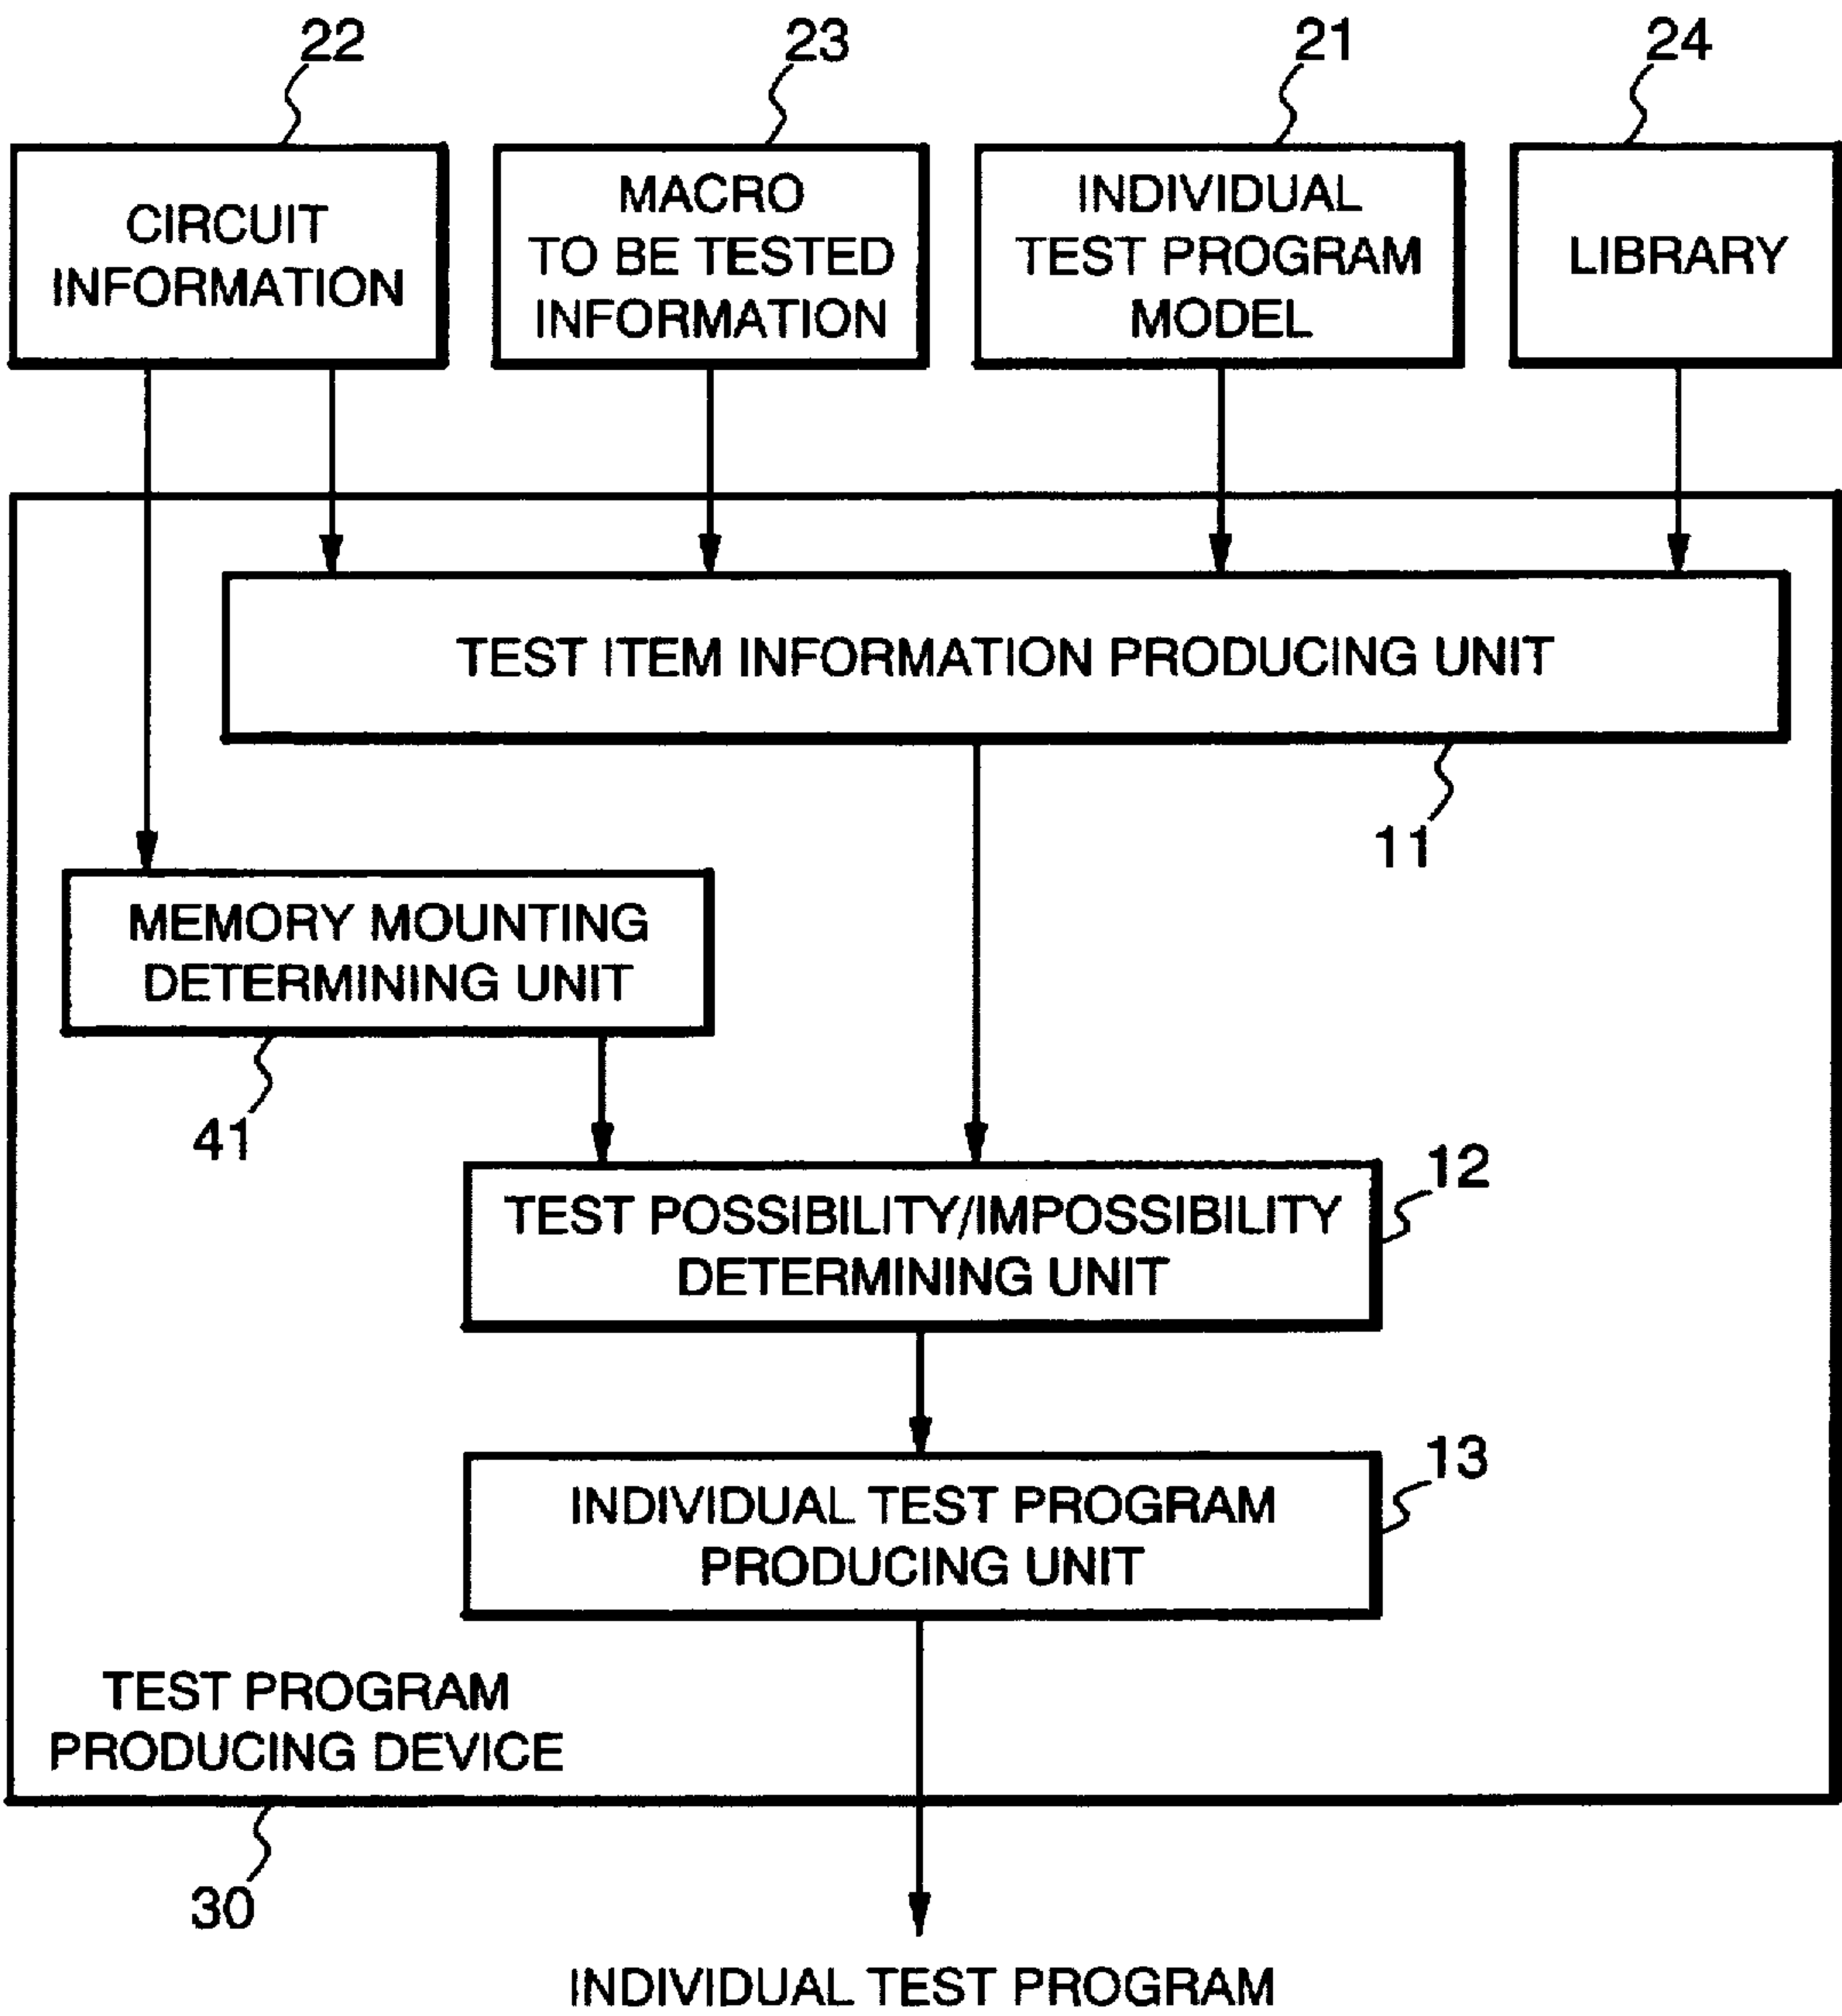 22
23
21
24
CIRCUIT
INFORMATION
MACRO
TO BE TESTED
INFORMATION
INDIVIDUAL
TEST PROGRAM
MODEL
LIBRARY
TEST ITEM INFORMATION PRODUCING UNIT
11
MEMORY MOUNTING
DETERMINING UNIT
41
TEST POSSIBILITY/IMPOSSIBILITY
DETERMINING UNIT
12
INDIVIDUAL TEST PROGRAM
PRODUCING UNIT
13
TEST PROGRAM
PRODUCING DEVICE
30
INDIVIDUAL TEST PROGRAM